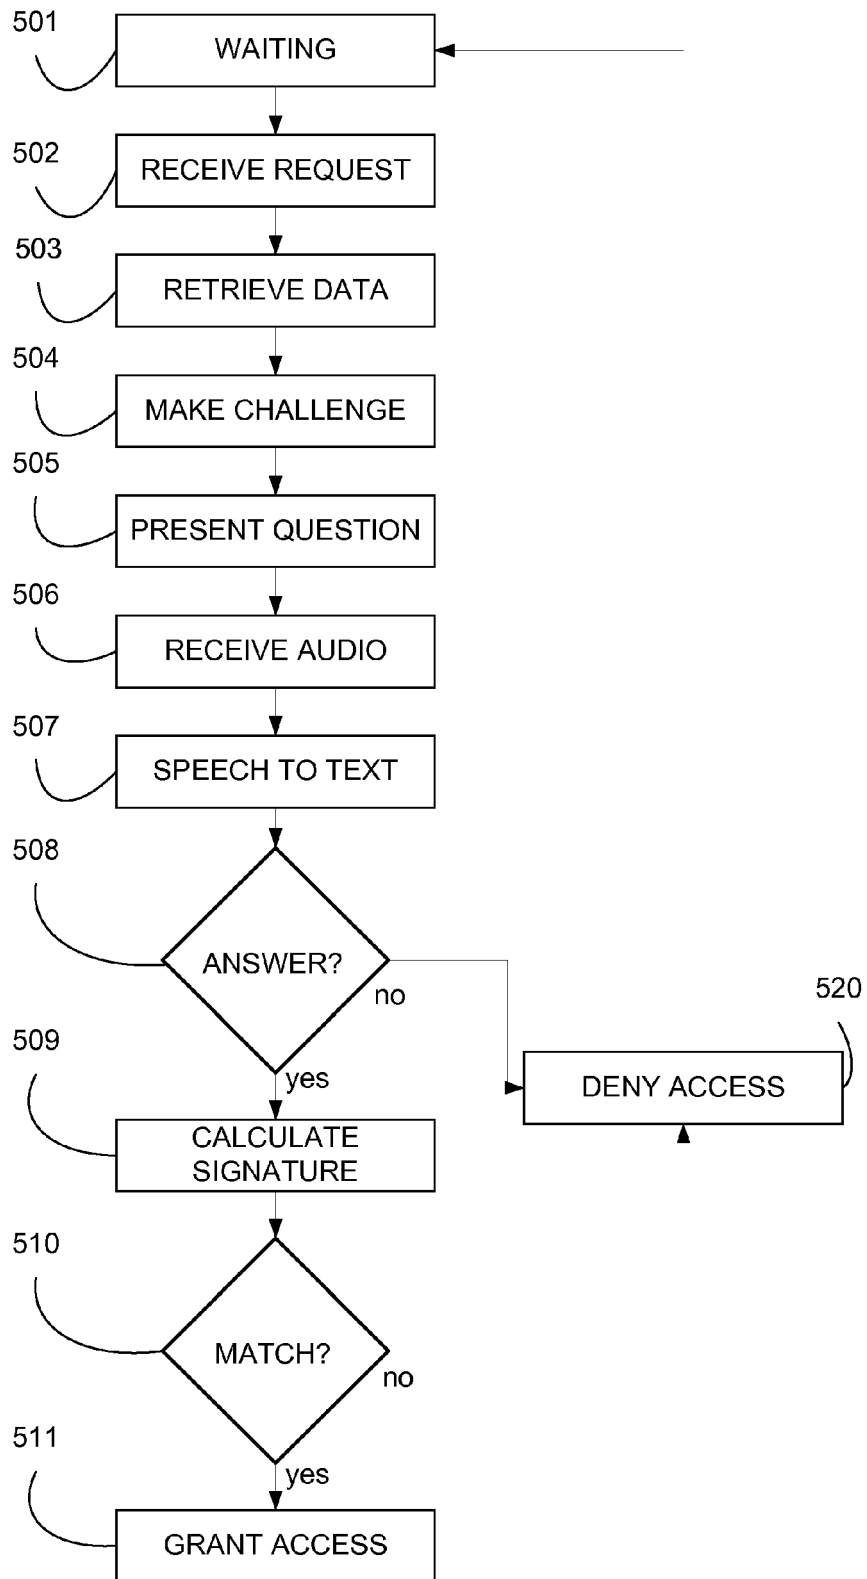 501
WAITING
502
RECEIVE REQUEST
503
RETRIEVE DATA
504
MAKE CHALLENGE
505
PRESENT QUESTION
506
RECEIVE AUDIO
507
SPEECH TO TEXT
508
ANSWER?
no
yes
520
DENY ACCESS
509
CALCULATE
SIGNATURE
510
MATCH?
no
yes
511
GRANT ACCESS